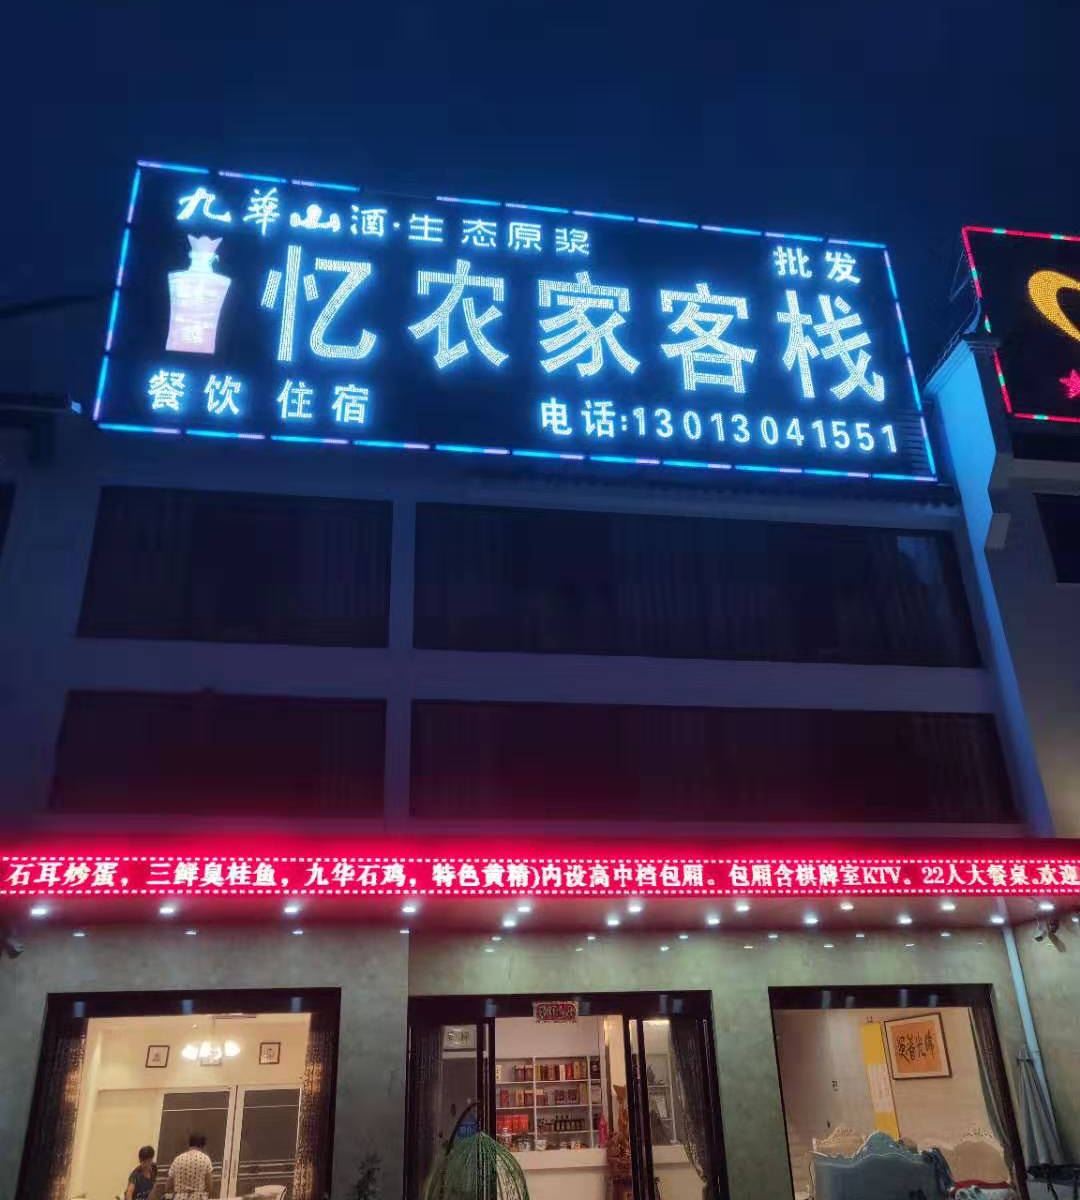 九華山酒·生态原浆
批发
忆农家客栈
餐饮 住宿
电话:13013041551
石耳炒蛋，三鲜臭桂鱼，九华石鸡，特色黄精)内设高中档包厢。包厢含棋牌室KTV。22人大餐桌。欢迎